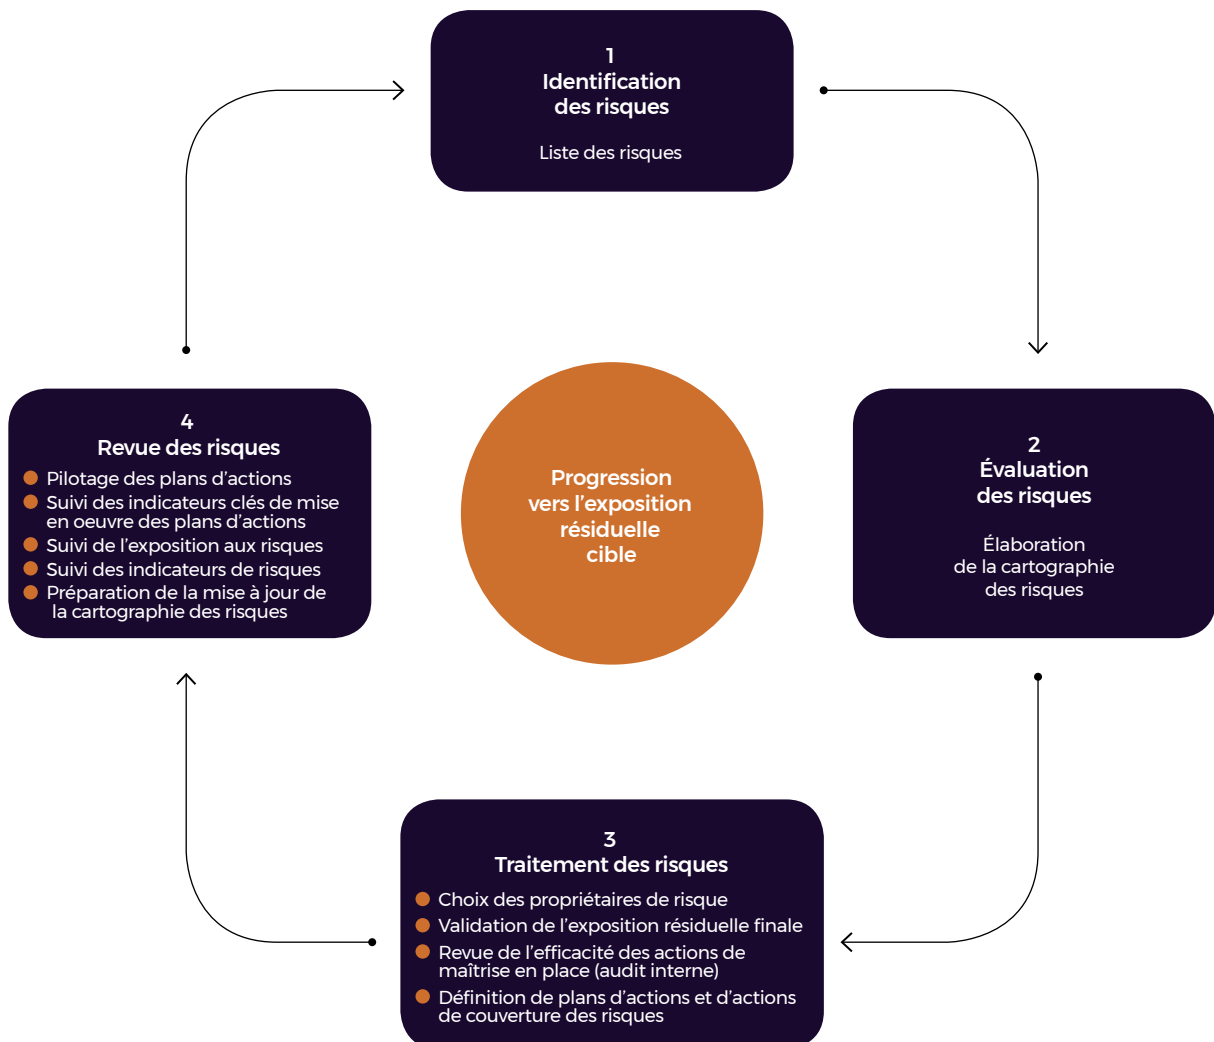 1
Identification
des risques
Liste des risques
2
Évaluation
des risques
Élaboration
de la cartographie
des risques
3
Traitement des risques
Choix des propriétaires de risque
Validation de l’exposition résiduelle finale
Revue de l’efficacité des actions de
maîtrise en place (audit interne)
Définition de plans d’actions et d’actions
de couverture des risques
4
Revue des risques
Pilotage des plans d’actions
Suivi des indicateurs clés de mise
en oeuvre des plans d’actions
Suivi de l’exposition aux risques
Suivi des indicateurs de risques
Préparation de la mise à jour de
la cartographie des risques
Progression
vers l’exposition
résiduelle
cible